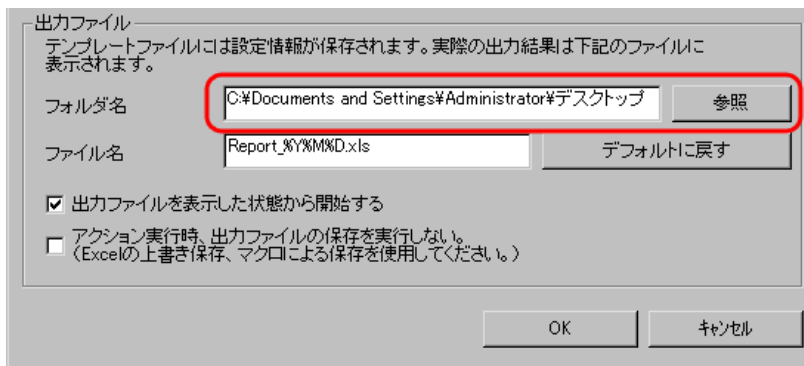 出力ファイル
テンプレートファイルには設定情報が保存されます。実際の出力結果は下記のファイルに
表示されます。
フォルダ名
C:¥Documents and Settings¥Administrator¥デスクトップ
参照
ファイル名
Report_%Y%M%D.xls
デフォルトに戻す
出力ファイルを表示した状態から開始する
アクション実行時、出力ファイルの保存を実行しない。
(Excelの上書き保存、マクロによる保存を使用してください。)
OK
キャンセル